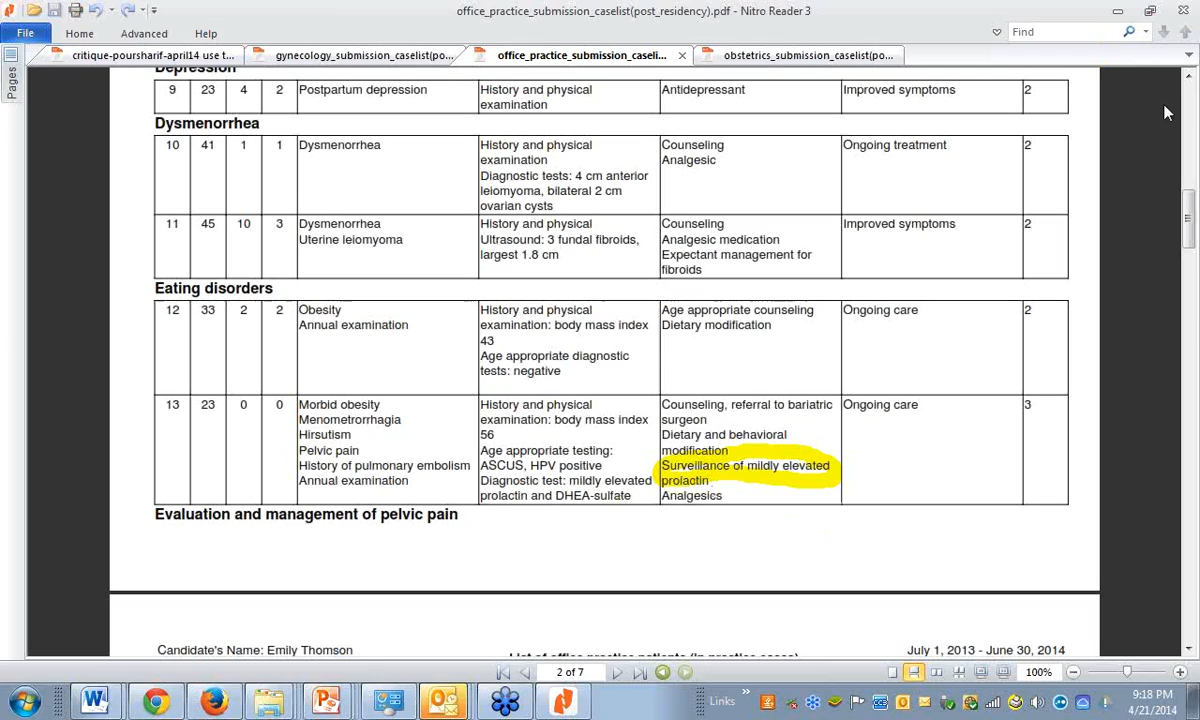 office_practice_submission_caselist(post_residency).pdf - Nitro Reader 3
File Home Advanced Help
Find
critique-poursharif-april14 use t... gynecology_submission_caselist(po... office_practice_submission_caseli... obstetrics_submission_caselist(po...
Pages
Depression
9 23 4 2 Postpartum depression History and physical Antidepressant Improved symptoms 2
examination
Dysmenorrhea
10 41 1 1 Dysmenorrhea History and physical Counseling Ongoing treatment 2
examination Analgesic
Diagnostic tests: 4 cm anterior
leiomyoma, bilateral 2 cm
ovarian cysts
11 45 10 3 Dysmenorrhea History and physical Counseling Improved symptoms 2
Uterine leiomyoma Ultrasound: 3 fundal fibroids, Analgesic medication
largest 1.8 cm Expectant management for
fibroids
Eating disorders
12 33 2 2 Obesity History and physical Age appropriate counseling Ongoing care 2
Annual examination examination: body mass index Dietary modification
43
Age appropriate diagnostic
tests: negative
13 23 0 0 Morbid obesity History and physical Counseling, referral to bariatric Ongoing care 3
Menometrorrhagia examination: body mass index surgeon
Hirsutism 56 Dietary and behavioral
Pelvic pain Age appropriate testing: modification
History of pulmonary embolism ASCUS, HPV positive Surveillance of mildly elevated
Annual examination Diagnostic test: mildly elevated prolactin
prolactin and DHEA-sulfate Analgesics
Evaluation and management of pelvic pain
Candidate's Name: Emily Thomson List of office practice patients (in practice cases) July 1, 2013 - June 30, 2014
2 of 7 100%
Links
9:18 PM
4/21/2014